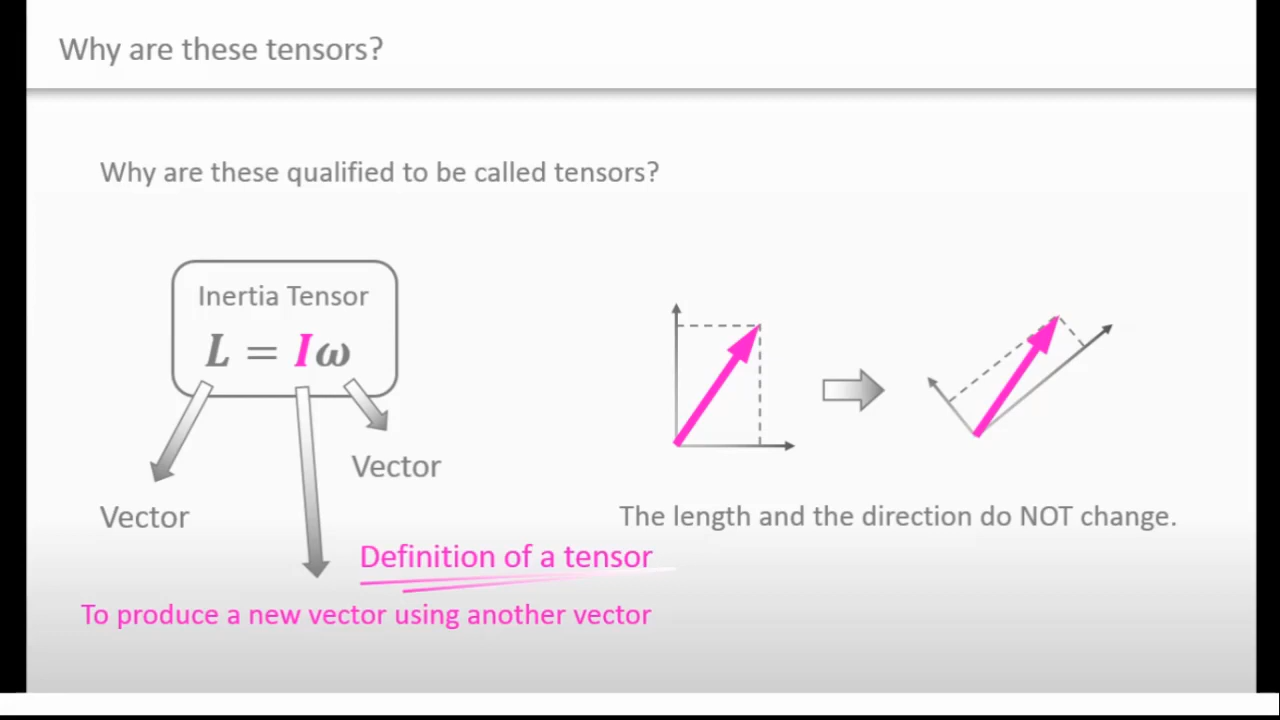 Why are these tensors?
Why are these qualified to be called tensors?
Inertia Tensor
L = Iω
Vector
Vector
The length and the direction do NOT change.
Definition of a tensor
To produce a new vector using another vector